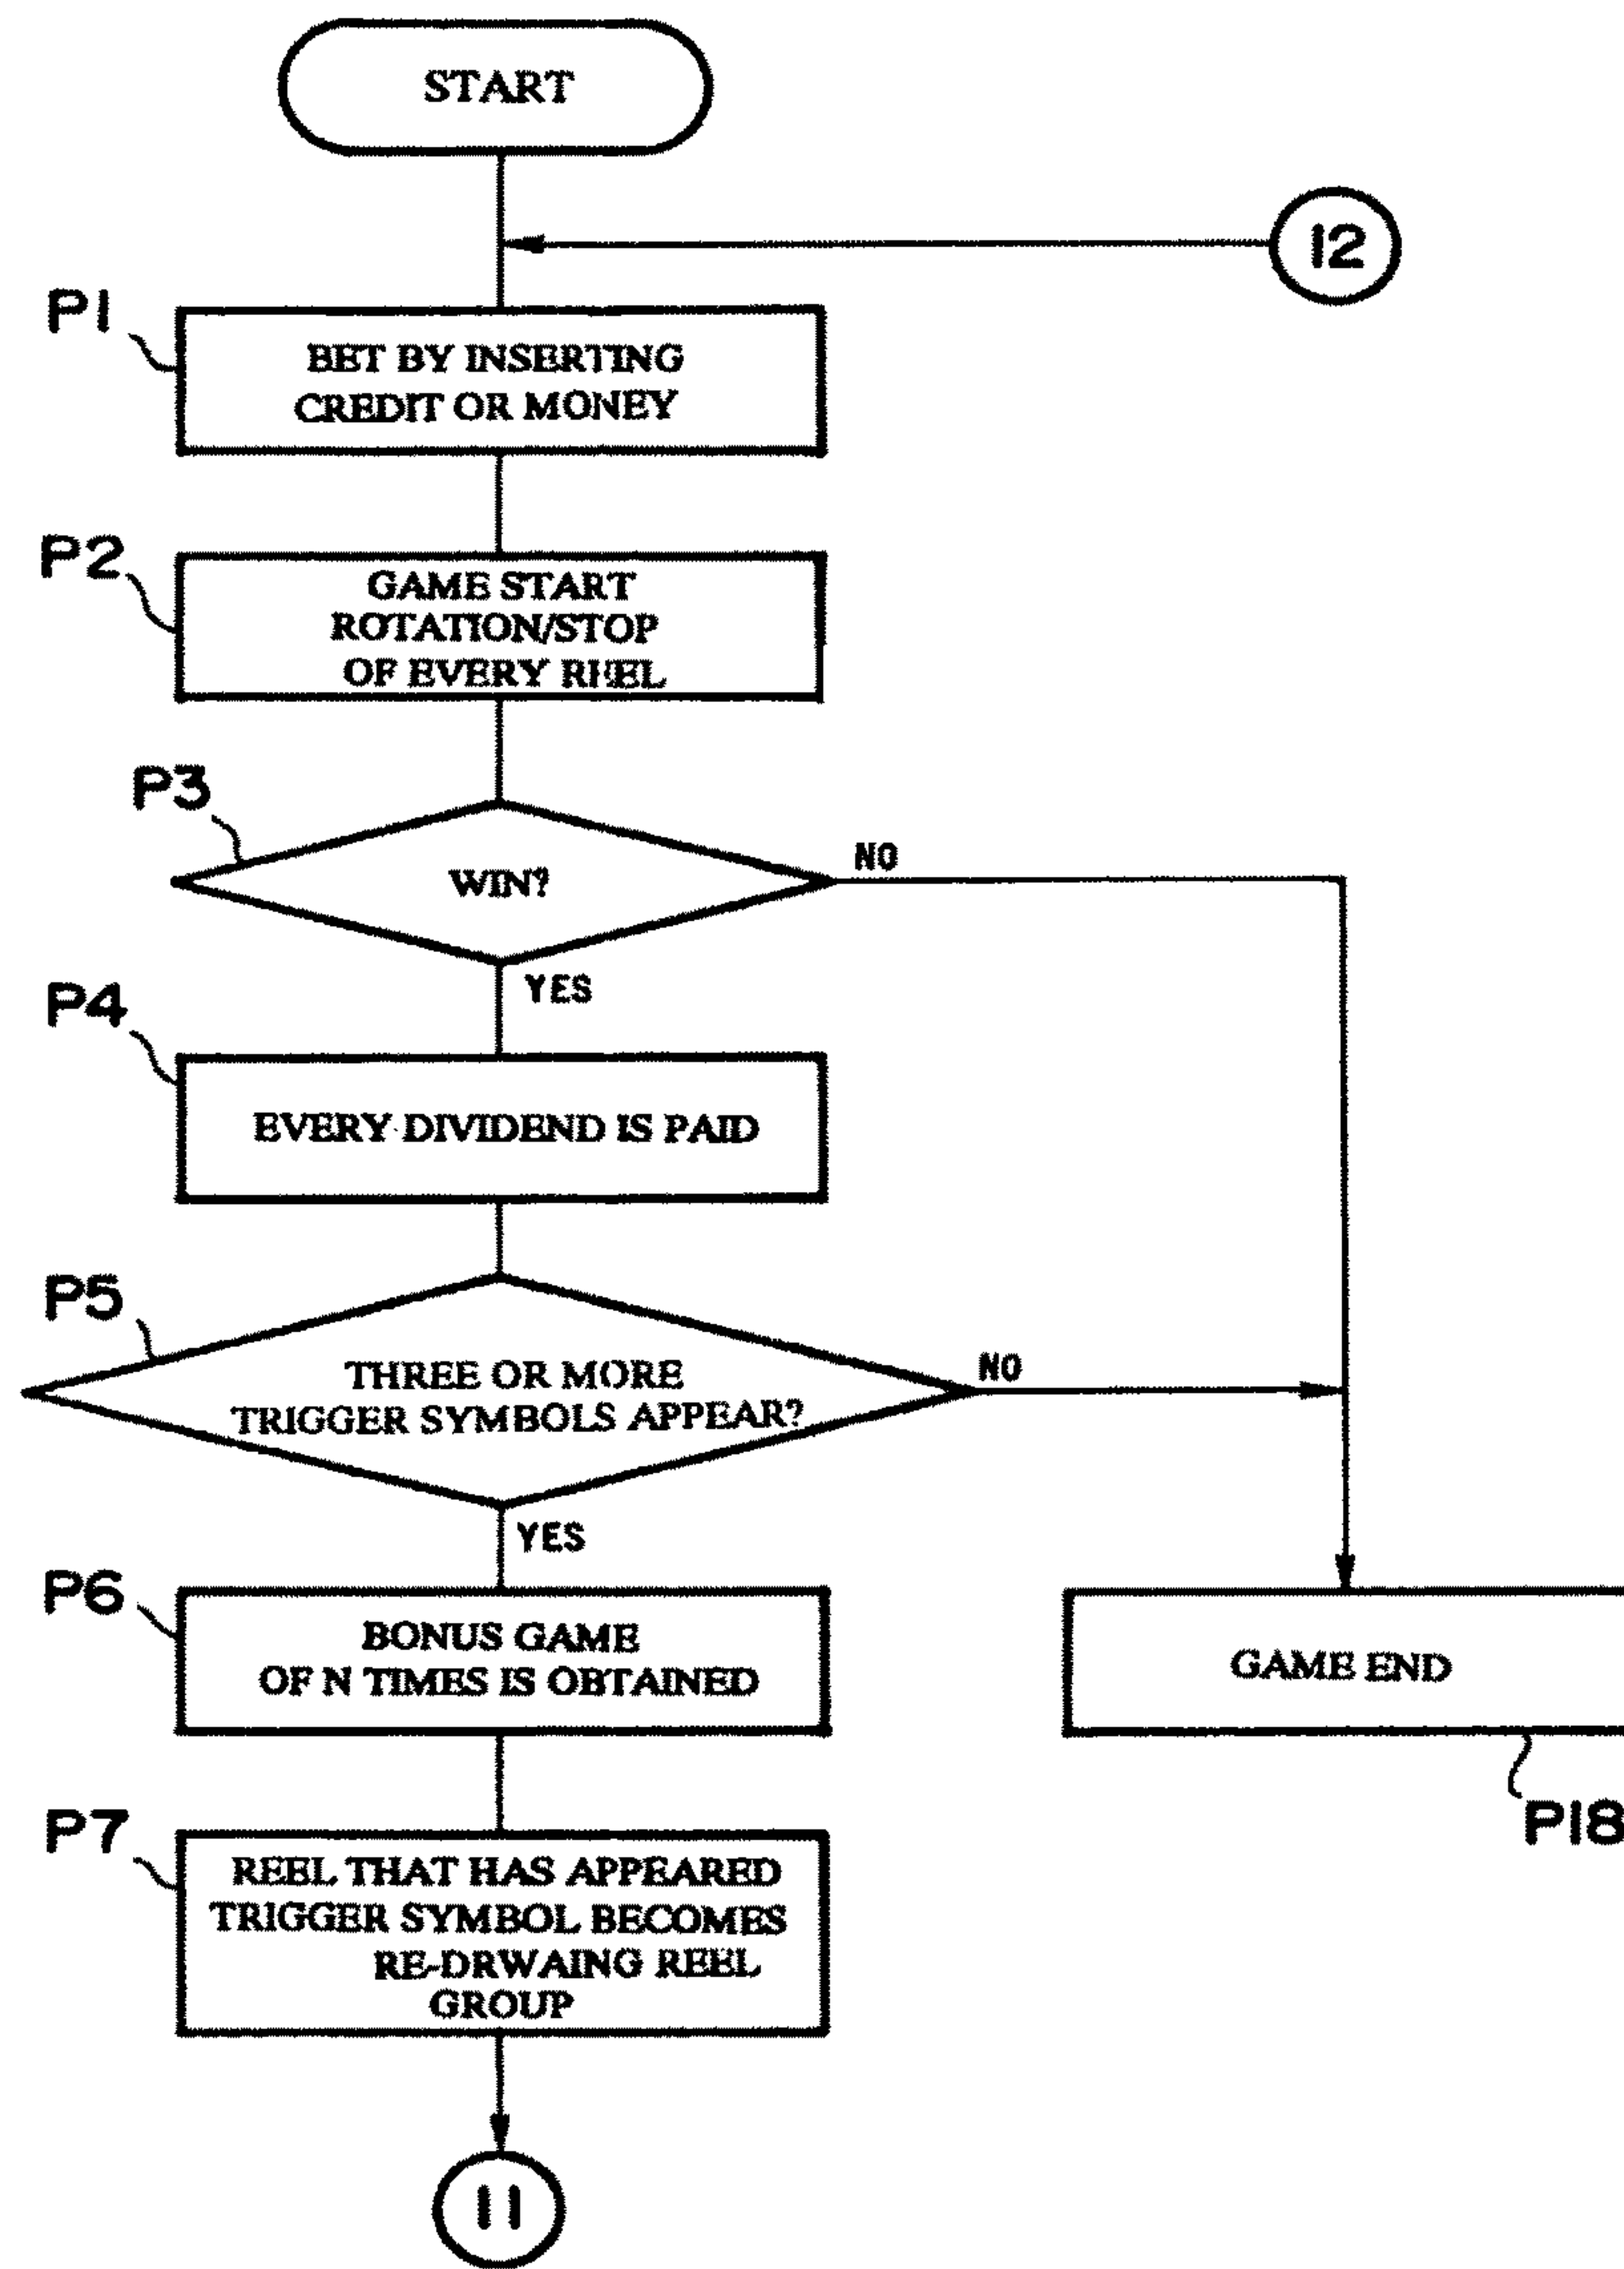 START
12
P1
BET BY INSERTING
CREDIT OR MONEY
P2
GAME START
ROTATION/STOP
OF EVERY REEL
P3
WIN?
NO
YES
P4
EVERY DIVIDEND IS PAID
P5
THREE OR MORE
TRIGGER SYMBOLS APPEAR?
NO
YES
P6
BONUS GAME
OF N TIMES IS OBTAINED
GAME END
P18
P7
REEL THAT HAS APPEARED
TRIGGER SYMBOL BECOMES
RE-DRWAING REEL
GROUP
11